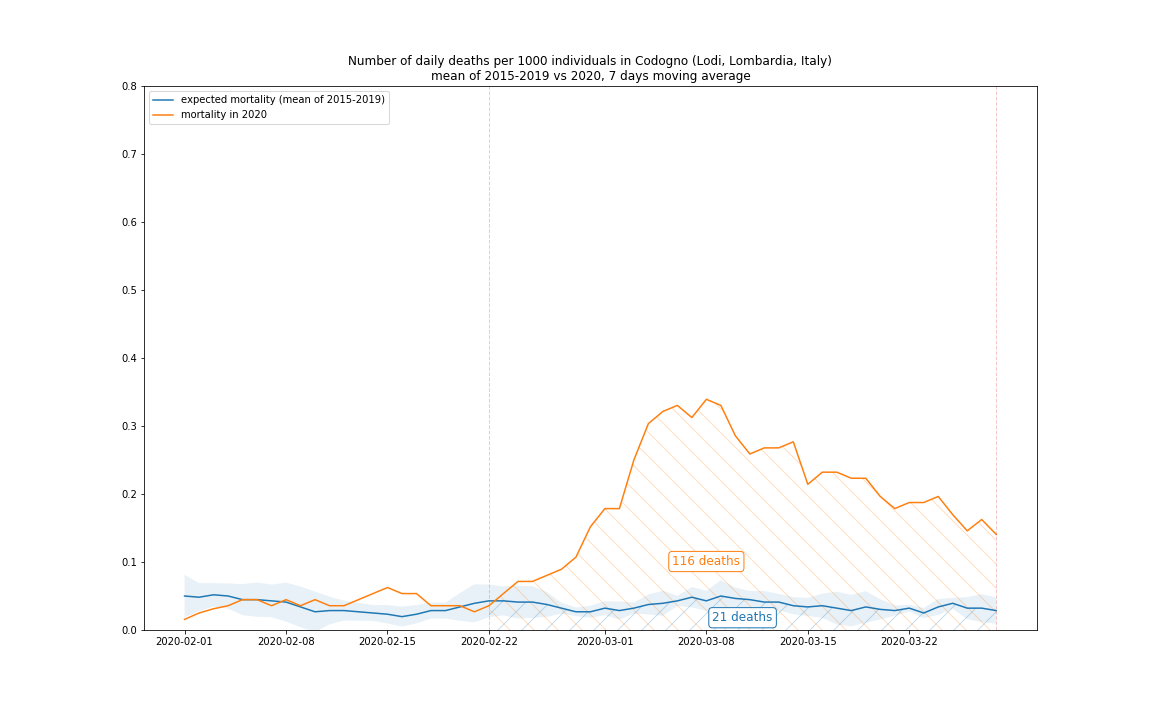 Number of daily deaths per 1000 individuals in Codogno (Lodi, Lombardia, Italy)
mean of 2015-2019 vs 2020, 7 days moving average
expected mortality (mean of 2015-2019)
mortality in 2020
0.8
0.7
0.6
0.5
0.4
0.3
0.2
0.1
0.0
116 deaths
21 deaths
2020-02-01 2020-02-08 2020-02-15 2020-02-22 2020-03-01 2020-03-08 2020-03-15 2020-03-22